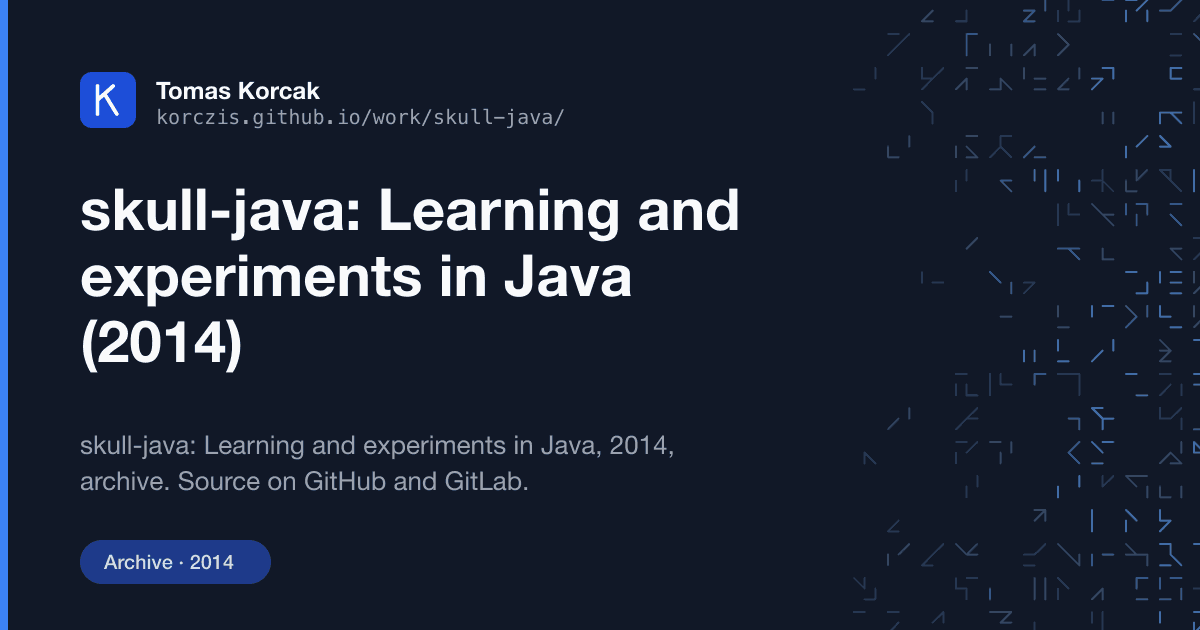 K
Tomas Korcak
korczis.github.io/work/skull-java/
skull-java: Learning and
experiments in Java
(2014)
skull-java: Learning and experiments in Java, 2014,
archive. Source on GitHub and GitLab.
Archive · 2014